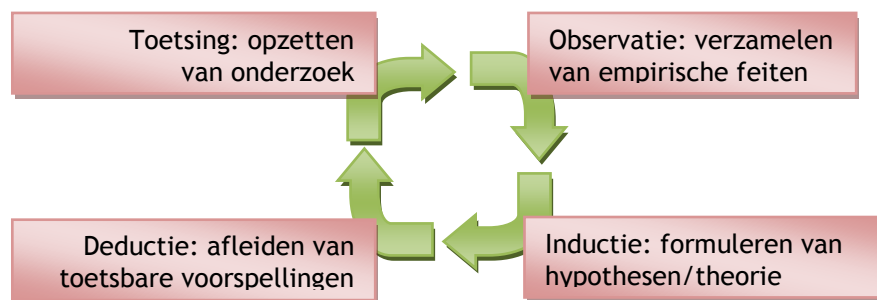 Toetsing: opzetten
van onderzoek
Observatie: verzamelen
van empirische feiten
Deductie: afleiden van
toetsbare voorspellingen
Inductie: formuleren van
hypothesen/theorie